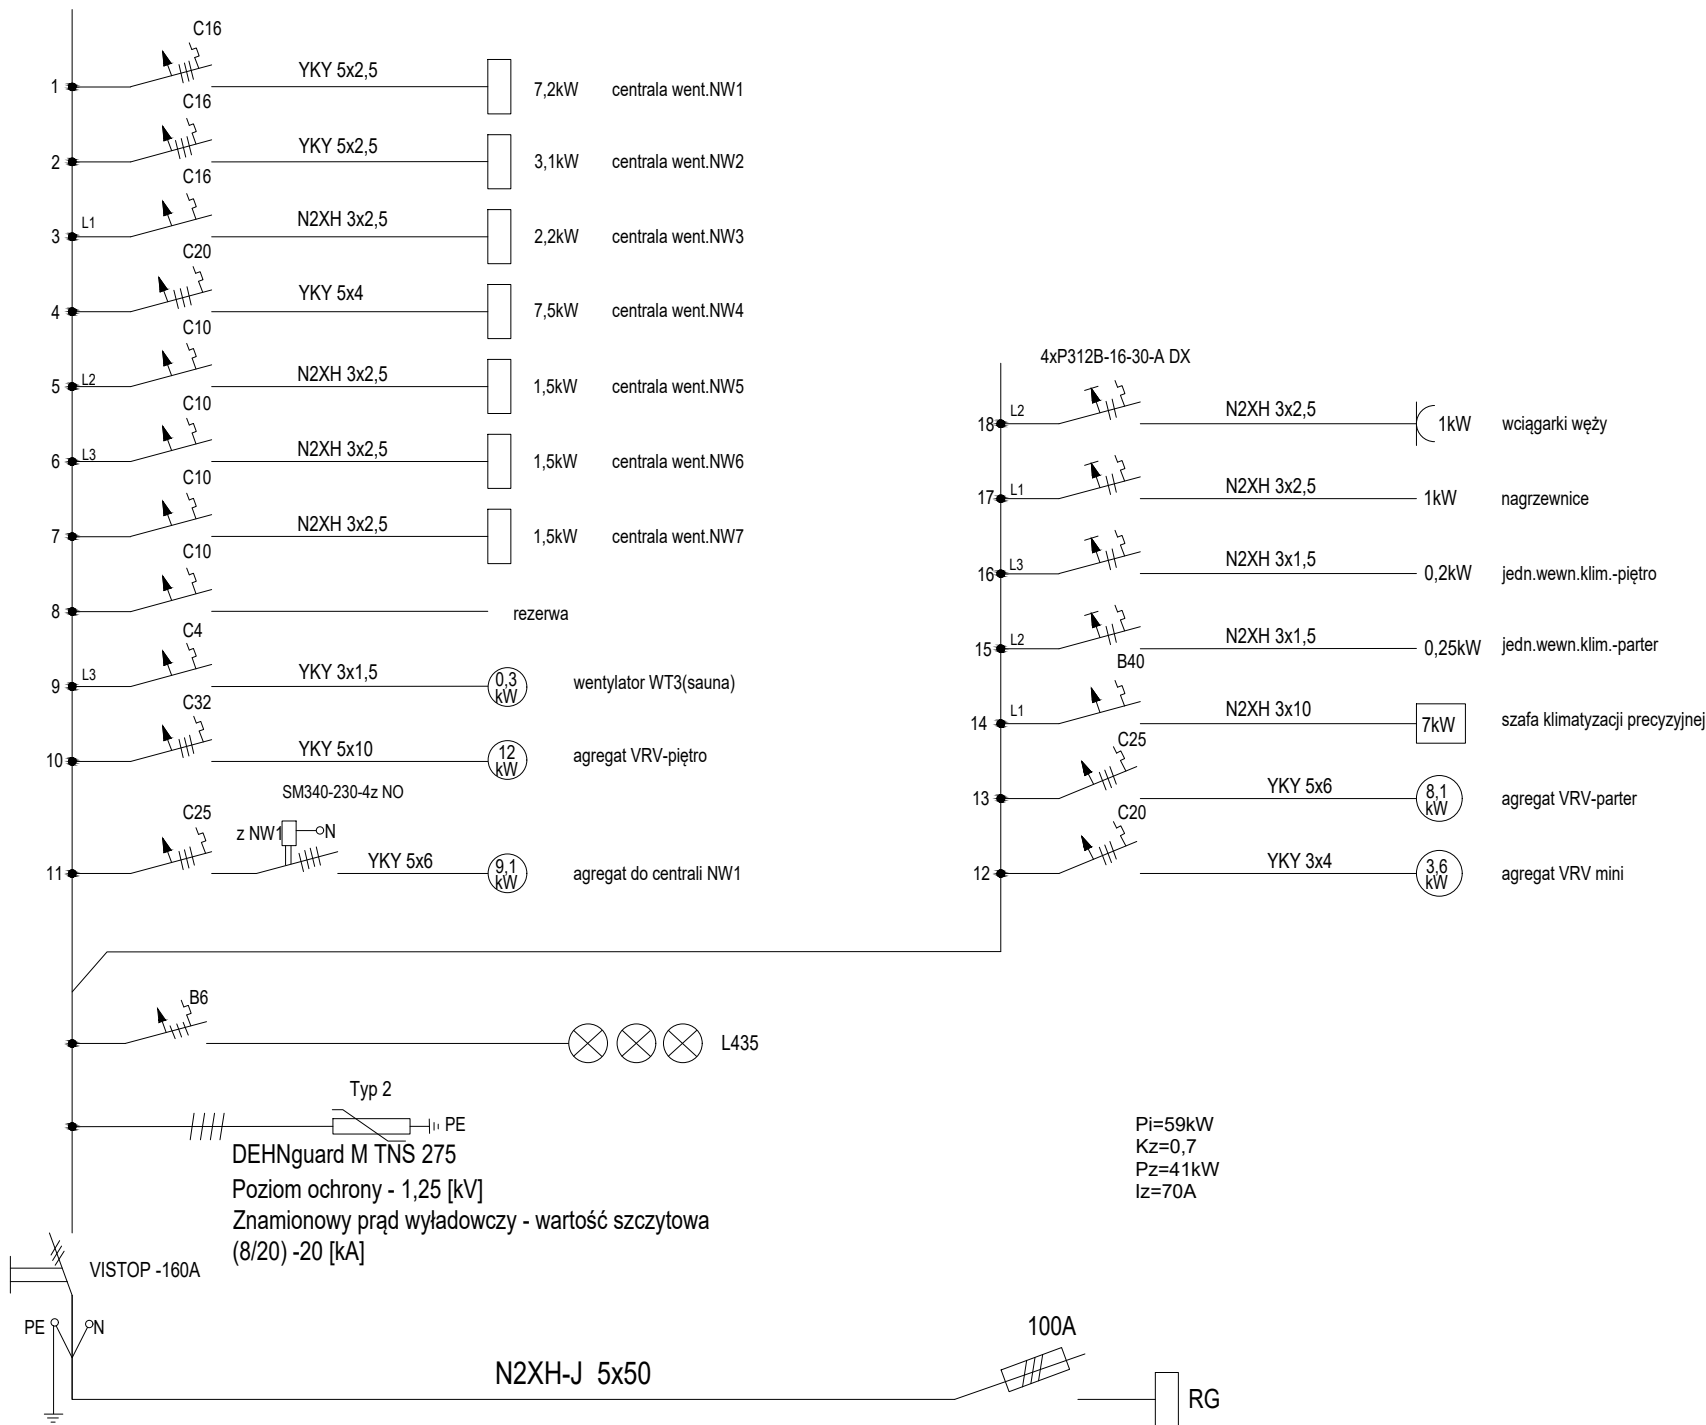 C16
1
YKY 5x2,5
7,2kW
centrala went.NW1
C16
2
YKY 5x2,5
3,1kW
centrala went.NW2
C16
3
L1
N2XH 3x2,5
2,2kW
centrala went.NW3
C20
4
YKY 5x4
7,5kW
centrala went.NW4
C10
5
L2
N2XH 3x2,5
1,5kW
centrala went.NW5
C10
6
L3
N2XH 3x2,5
1,5kW
centrala went.NW6
C10
7
N2XH 3x2,5
1,5kW
centrala went.NW7
C10
8
rezerwa
C4
9
L3
YKY 3x1,5
0,3
kW
wentylator WT3(sauna)
C32
10
YKY 5x10
12
kW
agregat VRV-piętro
SM340-230-4z NO
C25
z NW1
N
11
YKY 5x6
9,1
kW
agregat do centrali NW1
4xP312B-16-30-A DX
18
L2
N2XH 3x2,5
1kW
wciągarki węży
17
L1
N2XH 3x2,5
1kW
nagrzewnice
16
L3
N2XH 3x1,5
0,2kW
jedn.wewn.klim.-piętro
15
L2
N2XH 3x1,5
0,25kW
jedn.wewn.klim.-parter
B40
14
L1
N2XH 3x10
7kW
szafa klimatyzacji precyzyjnej
C25
13
YKY 5x6
8,1
kW
agregat VRV-parter
C20
12
YKY 3x4
3,6
kW
agregat VRV mini
B6
L435
Typ 2
PE
DEHNguard M TNS 275
Poziom ochrony - 1,25 [kV]
Znamionowy prąd wyładowczy - wartość szczytowa
(8/20) -20 [kA]
Pi=59kW
Kz=0,7
Pz=41kW
Iz=70A
VISTOP -160A
PE
N
N2XH-J 5x50
100A
RG